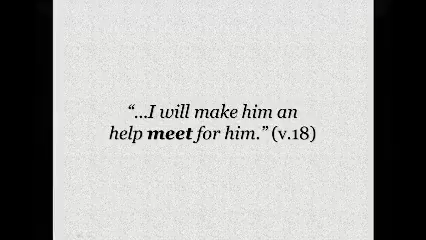 “...I will make him an
help meet for him.” (v.18)